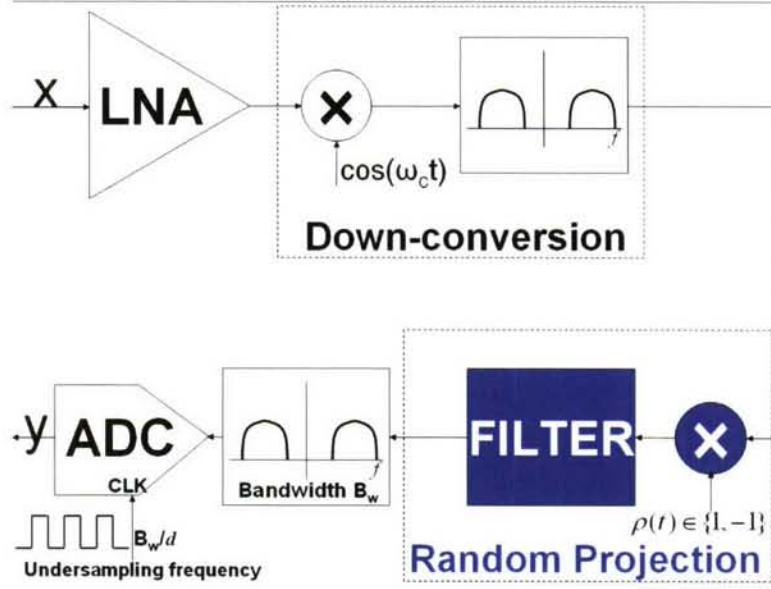 x
LNA
×
cos(ω_c t)
f
Down-conversion
y
ADC
CLK
B_w/d
Undersampling frequency
f
Bandwidth B_w
FILTER
×
ρ(t) ∈ {1, −1}
Random Projection